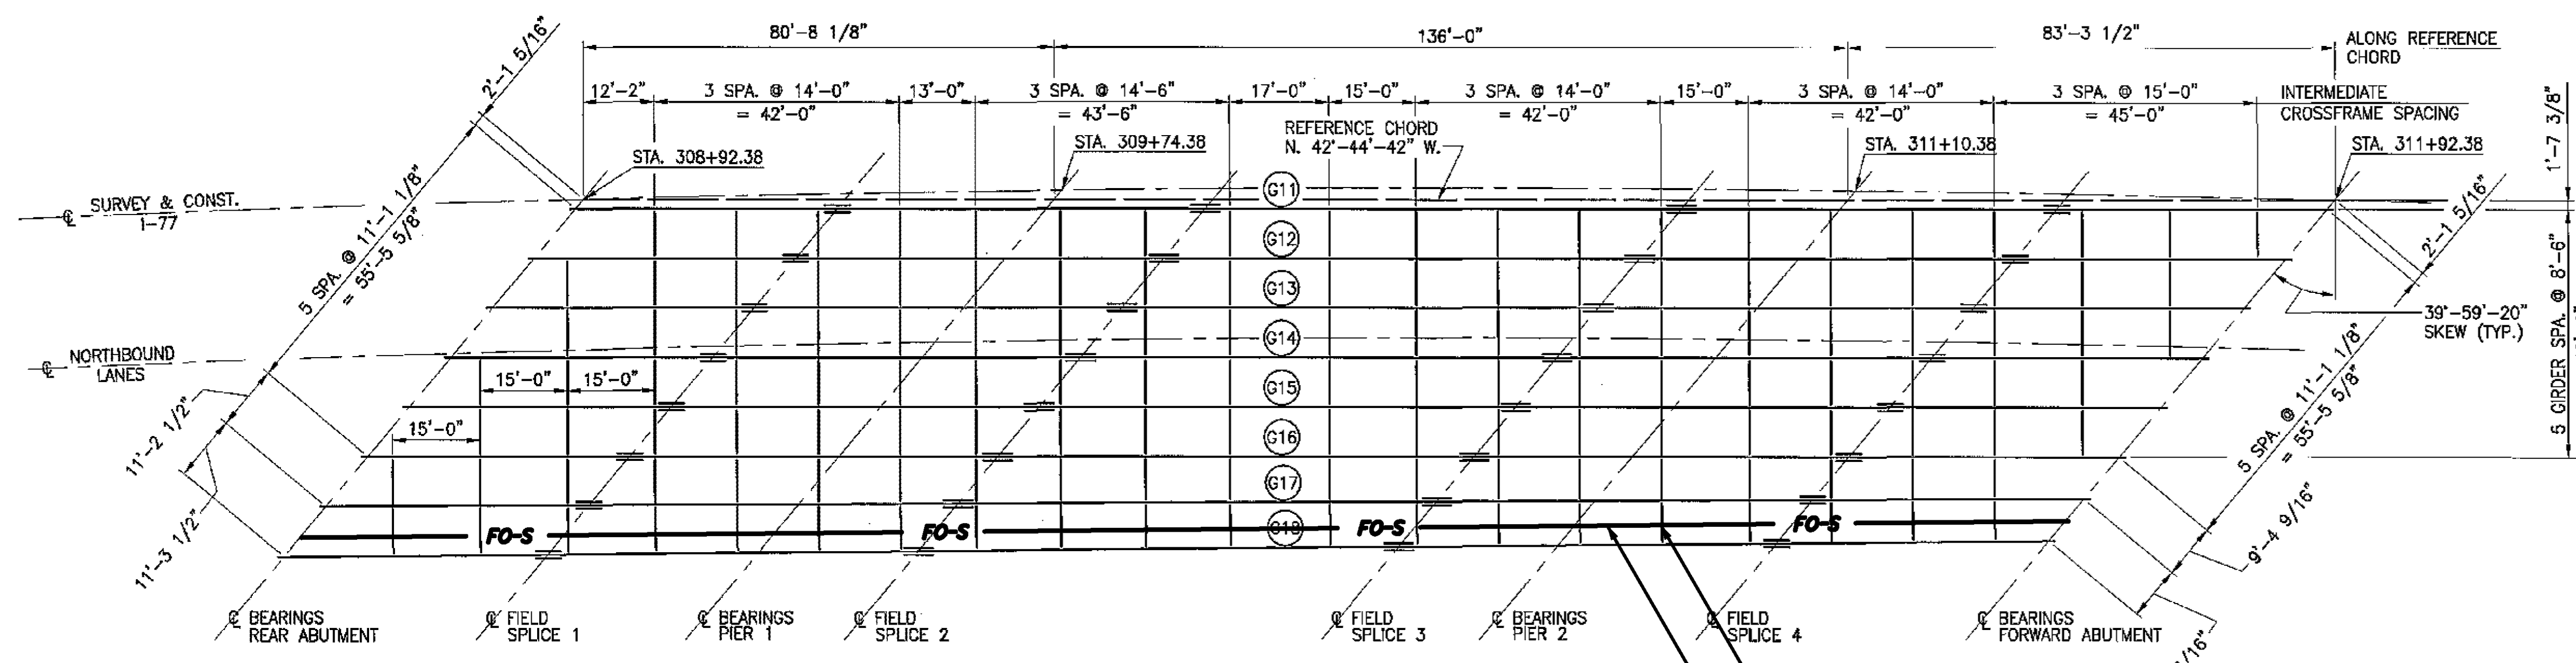 80'-8 1/8"
136'-0"
83'-3 1/2"
ALONG REFERENCE
CHORD
2'-1 5/16"
12'-2"
3 SPA. @ 14'-0"
= 42'-0"
13'-0"
3 SPA. @ 14'-6"
= 43'-6"
17'-0"
15'-0"
3 SPA. @ 14'-0"
= 42'-0"
15'-0"
3 SPA. @ 14'-0"
= 42'-0"
3 SPA. @ 15'-0"
= 45'-0"
INTERMEDIATE
CROSSFRAME SPACING
1'-7 3/8"
STA. 308+92.38
STA. 309+74.38
REFERENCE CHORD
N. 42'-44'-42" W.
STA. 311+10.38
STA. 311+92.38
℄ SURVEY & CONST.
1-77
5 SPA. @ 11'-1 1/8"
= 55'-5 5/8"
G11
G12
G13
G14
G15
G16
G17
G18
2'-1 5/16"
39'-59'-20"
SKEW (TYP.)
5 GIRDER SPA. @ 8'-6"
℄ NORTHBOUND
LANES
15'-0"
15'-0"
15'-0"
11'-2 1/2"
11'-3 1/2"
5 SPA. @ 11'-1 1/8"
= 55'-5 5/8"
9'-4 9/16"
/16"
FO-S
FO-S
FO-S
FO-S
℄ BEARINGS
REAR ABUTMENT
℄ FIELD
SPLICE 1
℄ BEARINGS
PIER 1
℄ FIELD
SPLICE 2
℄ FIELD
SPLICE 3
℄ BEARINGS
PIER 2
℄ FIELD
SPLICE 4
℄ BEARINGS
FORWARD ABUTMENT